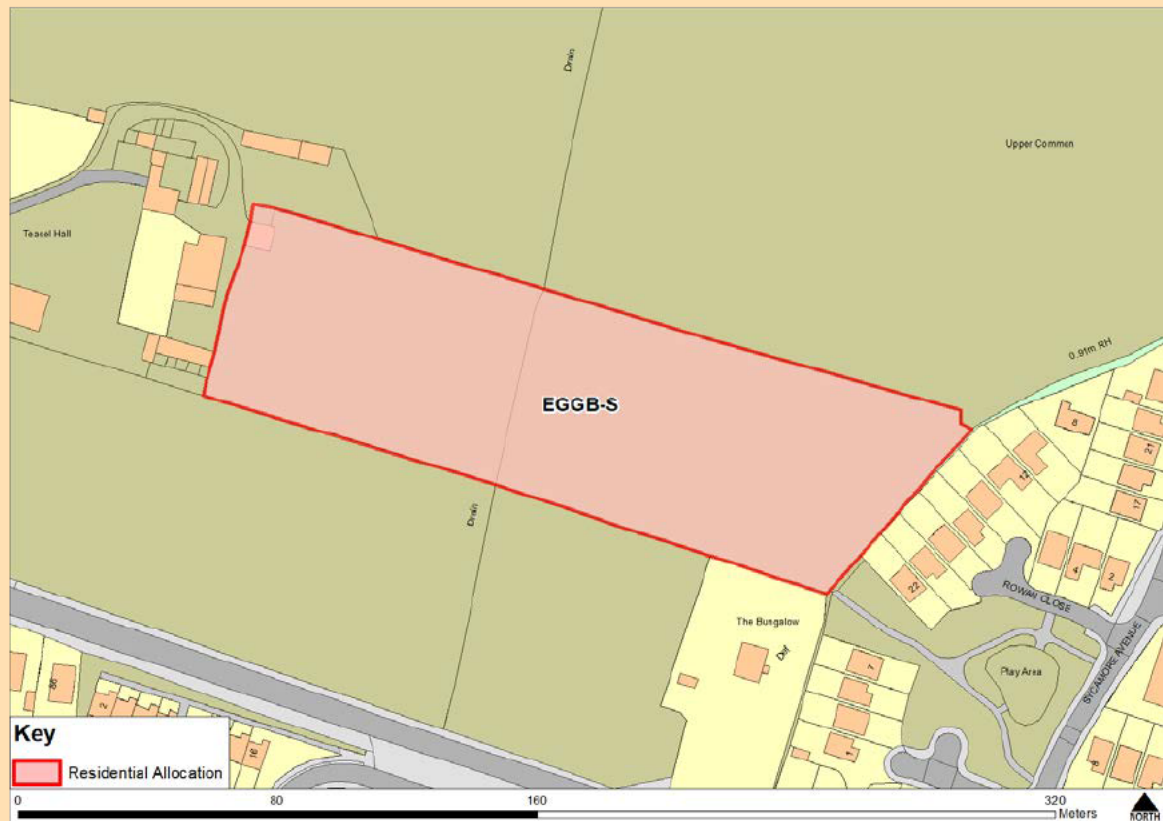 Drain
Upper Common
Teasel Hall
0.91m RH
EGGB-S
8
21
12
17
Drain
4
2
22
ROWAN CLOSE
The Bungalow
Def
7
Play Area
SYCAMORE AVENUE
86
2
16
1
8
Key
Residential Allocation
0
80
160
320
Meters
NORTH